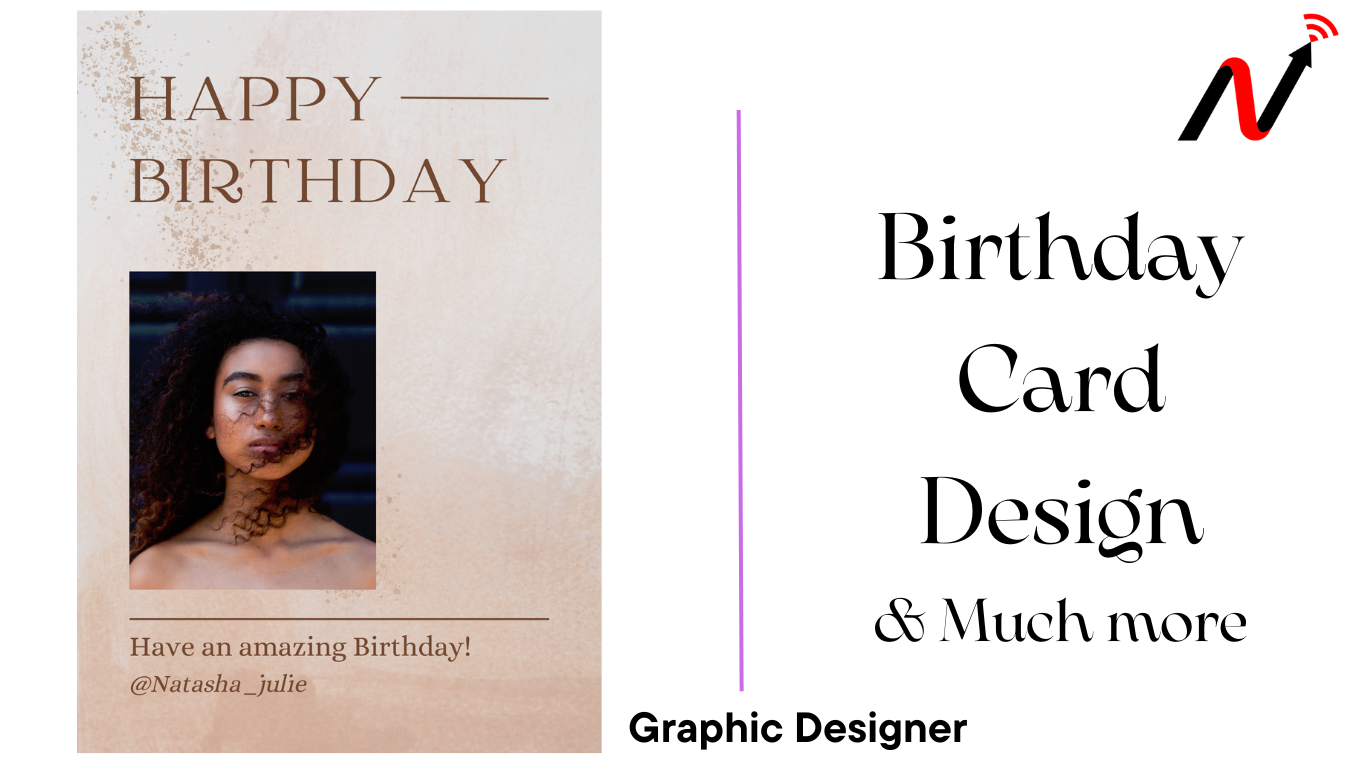 HAPPY
BIRTHDAY
Have an amazing Birthday!
@Natasha_julie
Birthday
Card
Design
& Much more
Graphic Designer